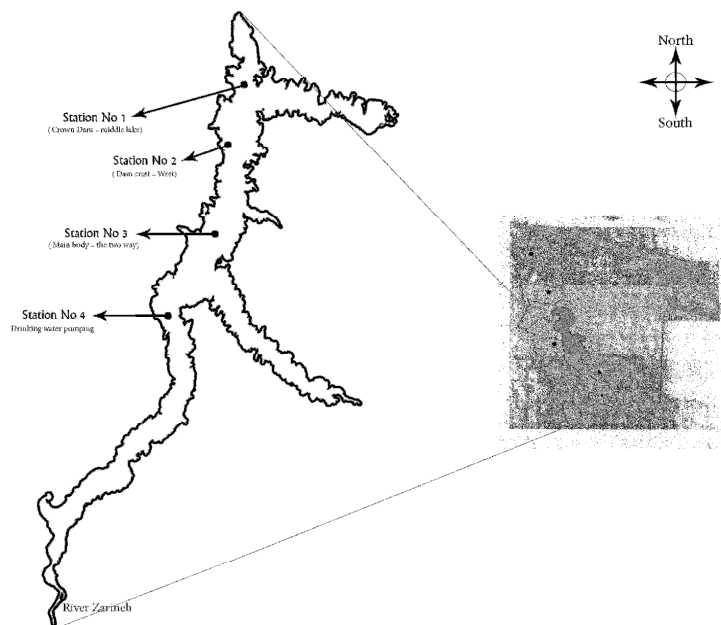 North
South
Station No 1
( Crown Dam - middle lake)
Station No 2
( Dam crest - West)
Station No 3
( Main body - the two way)
Station No 4
Drinking water pumping
River Zarmeh